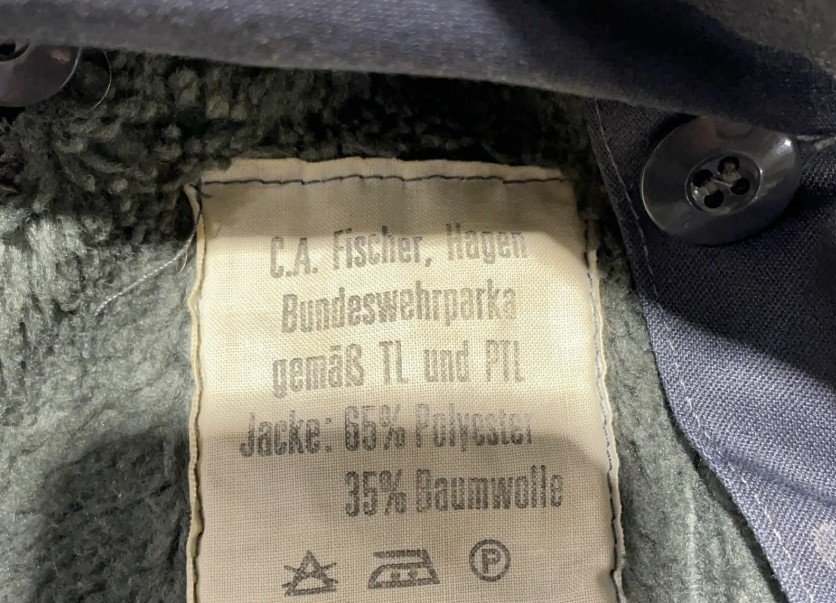 C.A. Fischer, Hagen
Bundeswehrparka
gemäß TL und PTL
Jacke: 65% Polyester
35% Baumwolle
P